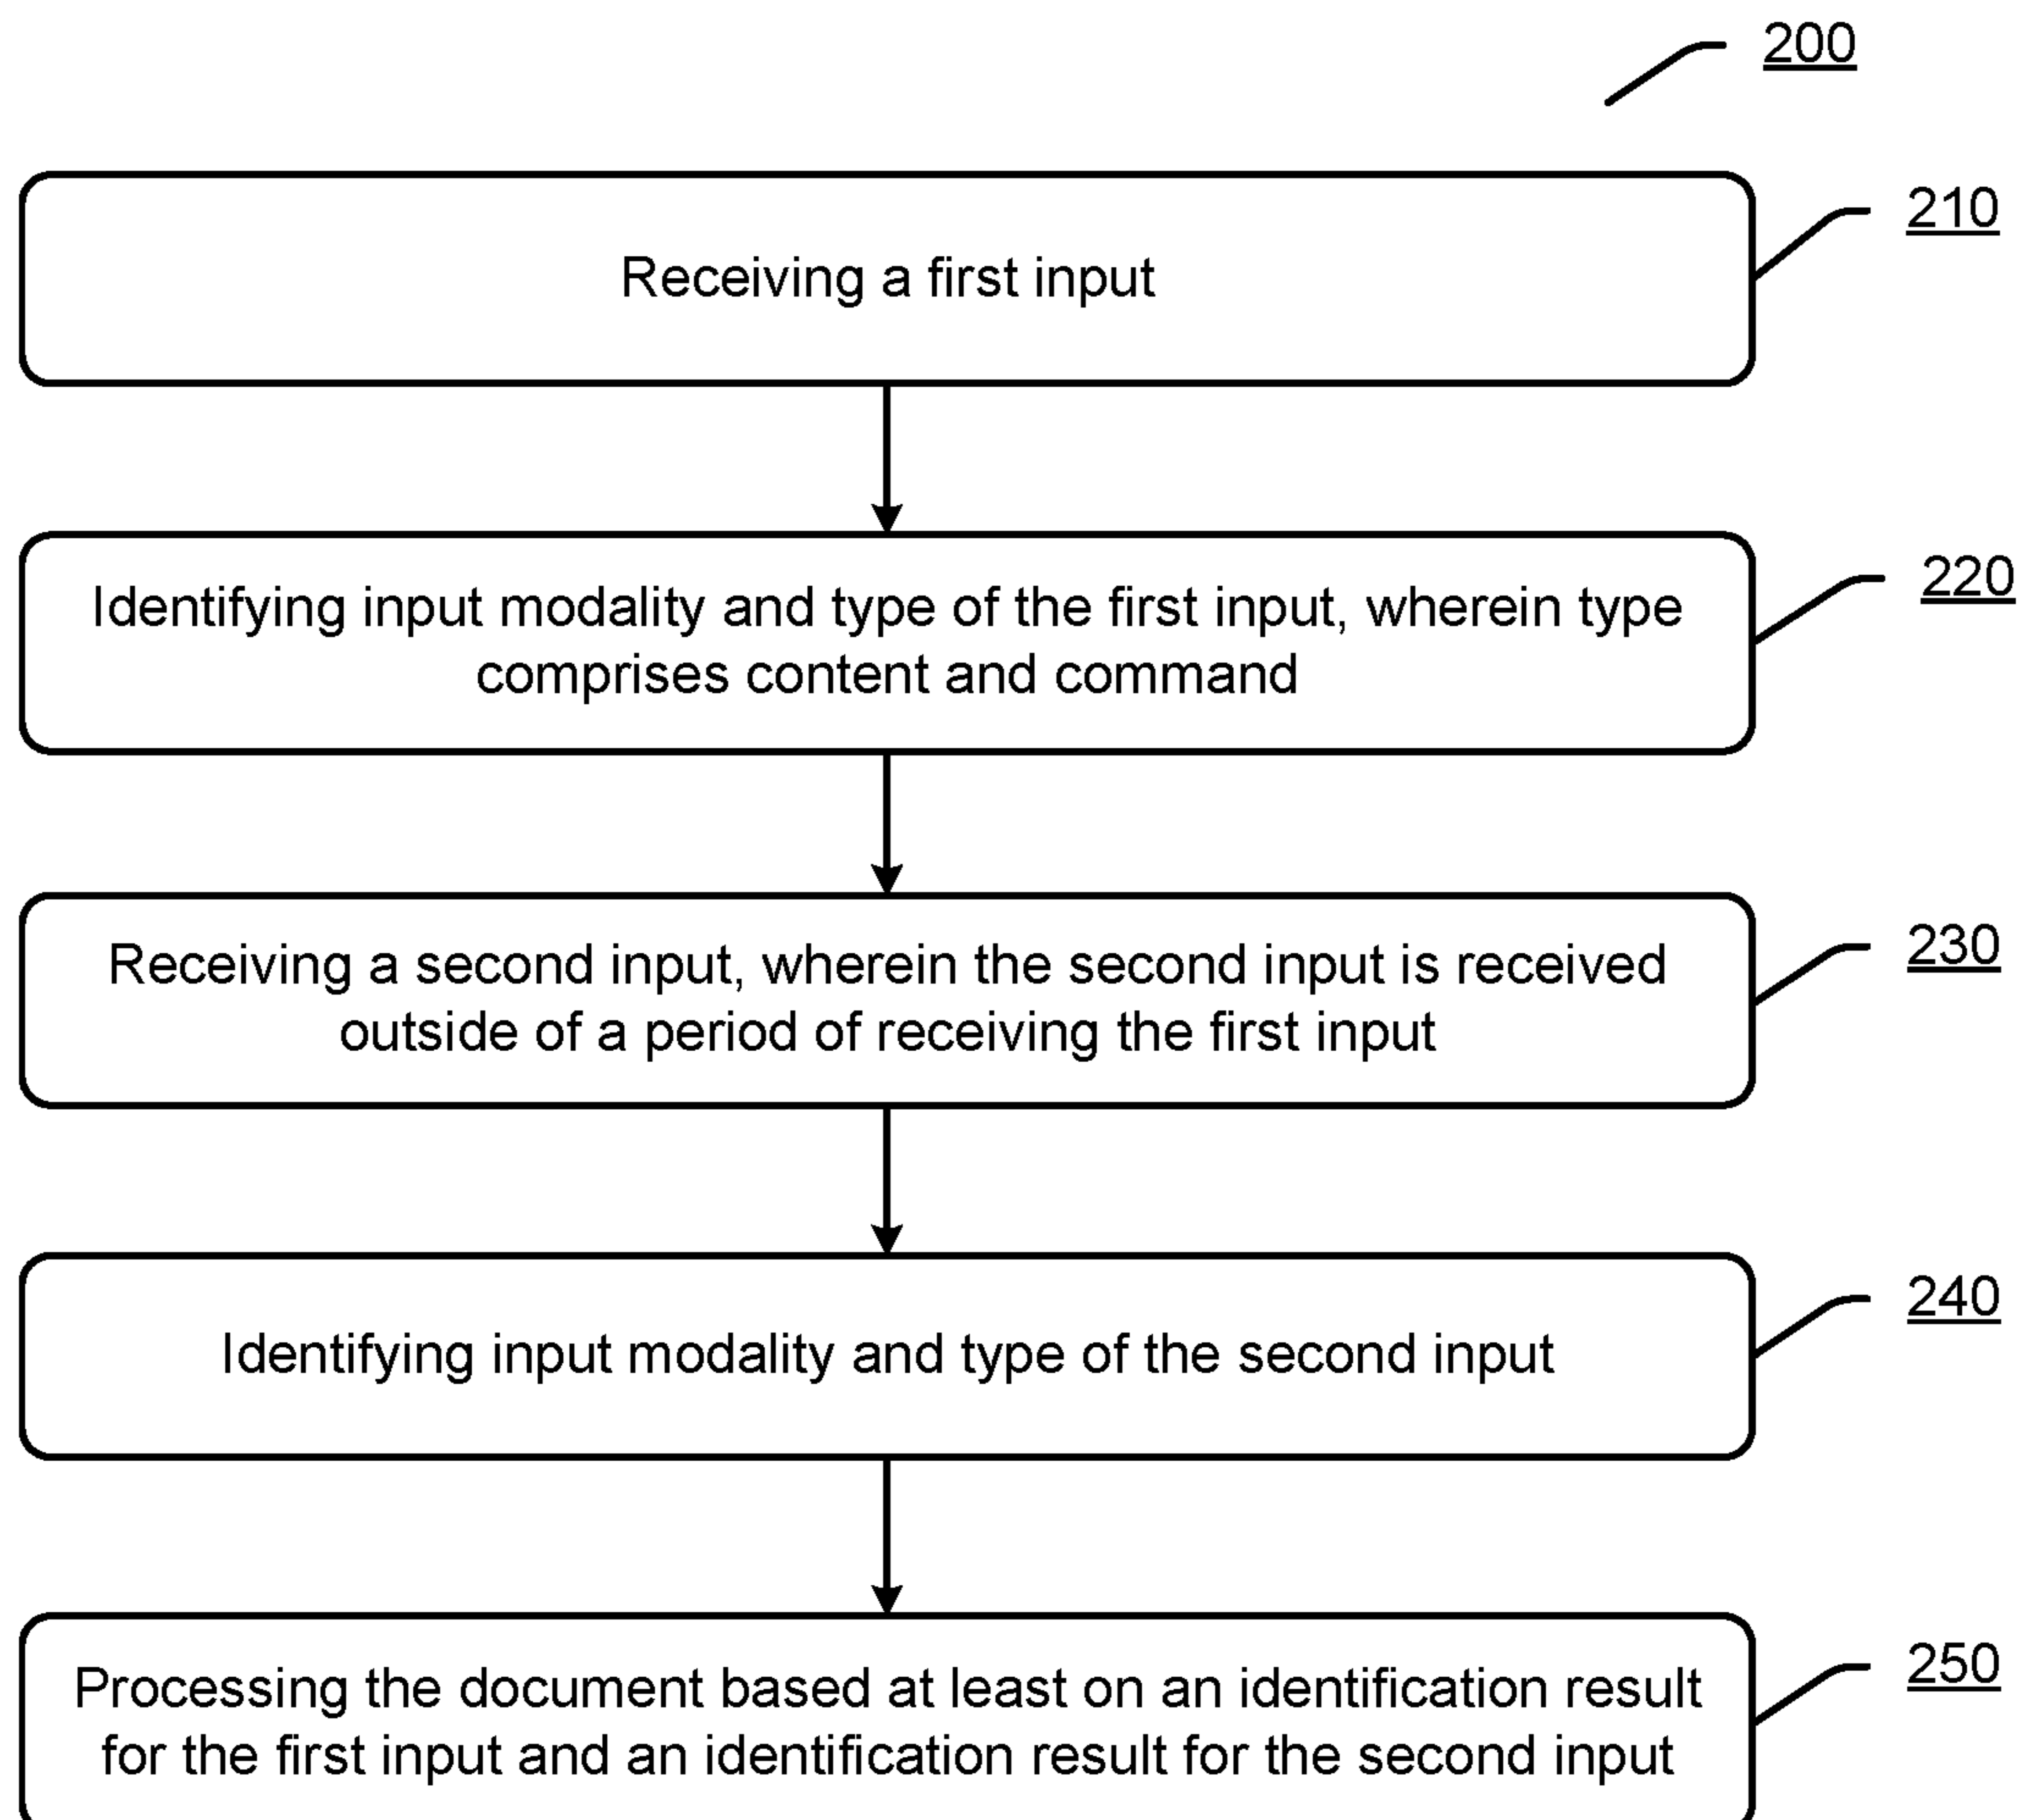 200
210
Receiving a first input
220
Identifying input modality and type of the first input, wherein type
comprises content and command
230
Receiving a second input, wherein the second input is received
outside of a period of receiving the first input
240
Identifying input modality and type of the second input
250
Processing the document based at least on an identification result
for the first input and an identification result for the second input